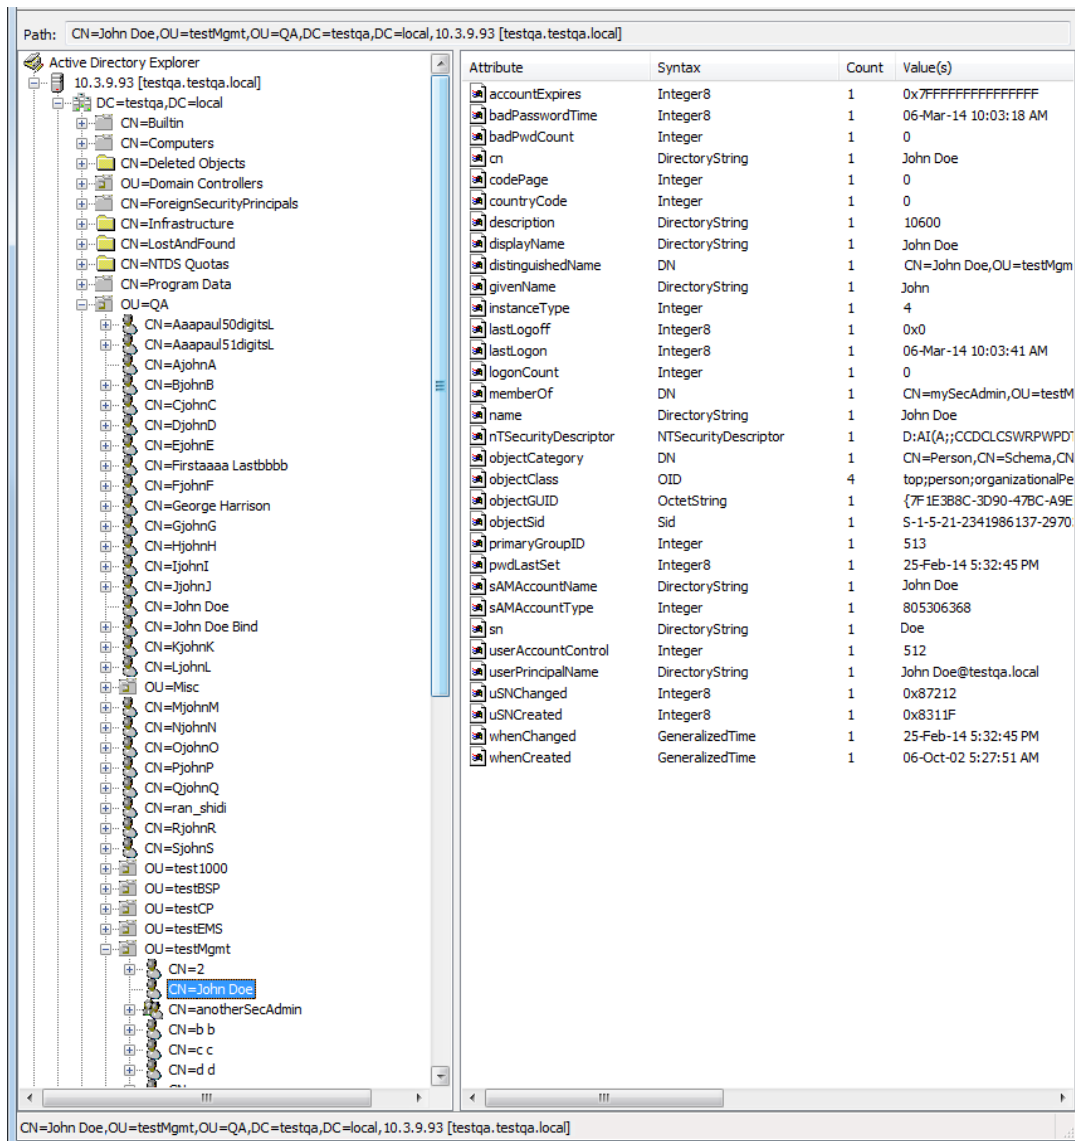 Path: CN=John Doe,OU=testMgmt,OU=QA,DC=testqa,DC=local,10.3.9.93 [testqa.testqa.local]
Active Directory Explorer
10.3.9.93 [testqa.testqa.local]
DC=testqa,DC=local
CN=Builtin
CN=Computers
CN=Deleted Objects
OU=Domain Controllers
CN=ForeignSecurityPrincipals
CN=Infrastructure
CN=LostAndFound
CN=NTDS Quotas
CN=Program Data
OU=QA
CN=Aaapaul50digitsL
CN=Aaapaul51digitsL
CN=AjohnA
CN=BjohnB
CN=CjohnC
CN=DjohnD
CN=EjohnE
CN=Firstaaaa Lastbbbb
CN=FjohnF
CN=George Harrison
CN=GjohnG
CN=HjohnH
CN=IjohnI
CN=JjohnJ
CN=John Doe
CN=John Doe Bind
CN=KjohnK
CN=LjohnL
OU=Misc
CN=MjohnM
CN=NjohnN
CN=OjohnO
CN=PjohnP
CN=QjohnQ
CN=ran_shidi
CN=RjohnR
CN=SjohnS
OU=test1000
OU=testBSP
OU=testCP
OU=testEMS
OU=testMgmt
CN=2
CN=John Doe
CN=anotherSecAdmin
CN=b b
CN=c c
CN=d d
Attribute Syntax Count Value(s)
accountExpires Integer8 1 0x7FFFFFFFFFFFFFFF
badPasswordTime Integer8 1 06-Mar-14 10:03:18 AM
badPwdCount Integer 1 0
cn DirectoryString 1 John Doe
codePage Integer 1 0
countryCode Integer 1 0
description DirectoryString 1 10600
displayName DirectoryString 1 John Doe
distinguishedName DN 1 CN=John Doe,OU=testMgm
givenName DirectoryString 1 John
instanceType Integer 1 4
lastLogoff Integer8 1 0x0
lastLogon Integer8 1 06-Mar-14 10:03:41 AM
logonCount Integer 1 0
memberOf DN 1 CN=mySecAdmin,OU=testM
name DirectoryString 1 John Doe
nTSecurityDescriptor NTSecurityDescriptor 1 D:AI(A;;CCDCLCSWRPWPDT
objectCategory DN 1 CN=Person,CN=Schema,CN
objectClass OID 4 top;person;organizationalPe
objectGUID OctetString 1 {7F1E3B8C-3D90-47BC-A9E
objectSid Sid 1 S-1-5-21-2341986137-2970
primaryGroupID Integer 1 513
pwdLastSet Integer8 1 25-Feb-14 5:32:45 PM
sAMAccountName DirectoryString 1 John Doe
sAMAccountType Integer 1 805306368
sn DirectoryString 1 Doe
userAccountControl Integer 1 512
userPrincipalName DirectoryString 1 John Doe@testqa.local
uSNChanged Integer8 1 0x87212
uSNCreated Integer8 1 0x8311F
whenChanged GeneralizedTime 1 25-Feb-14 5:32:45 PM
whenCreated GeneralizedTime 1 06-Oct-02 5:27:51 AM
CN=John Doe,OU=testMgmt,OU=QA,DC=testqa,DC=local,10.3.9.93 [testqa.testqa.local]